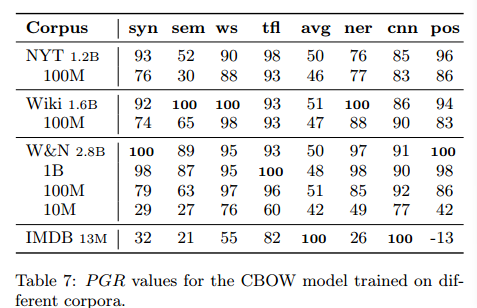 Corpus syn sem ws tfl avg ner cnn pos
NYT 1.2B 93 52 90 98 50 76 85 96
100M 76 30 88 93 46 77 83 86
Wiki 1.6B 92 100 100 93 51 100 86 94
100M 74 65 98 93 47 88 90 83
W&N 2.8B 100 89 95 93 50 97 91 100
1B 98 87 95 100 48 98 90 98
100M 79 63 97 96 51 85 92 86
10M 29 27 76 60 42 49 77 42
IMDB 13M 32 21 55 82 100 26 100 -13
Table 7: PGR values for the CBOW model trained on dif-
ferent corpora.